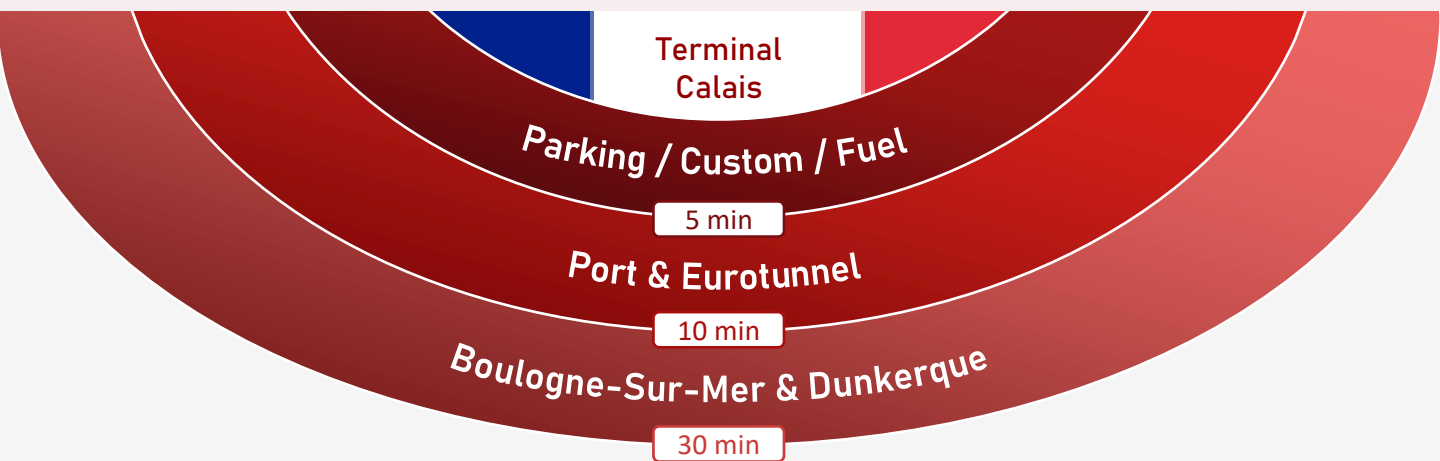 Terminal
Calais
Parking / Custom / Fuel
5 min
Port & Eurotunnel
10 min
Boulogne-Sur-Mer & Dunkerque
30 min